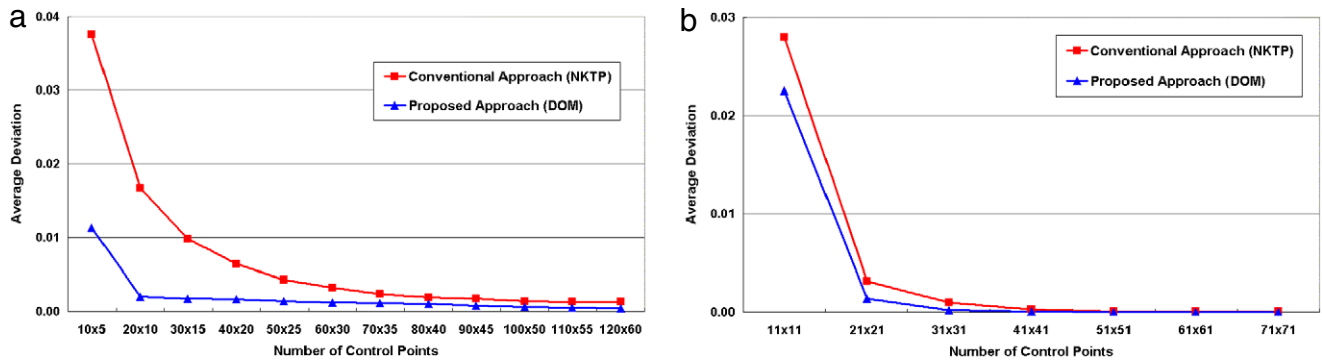 a
0.04
0.04
0.03
0.02
0.01
0.00
Average Deviation
Conventional Approach (NKTP)
Proposed Approach (DOM)
10x5 20x10 30x15 40x20 50x25 60x30 70x35 80x40 90x45 100x50 110x55 120x60
Number of Control Points
b
0.03
0.02
0.01
0.00
Average Deviation
Conventional Approach (NKTP)
Proposed Approach (DOM)
11x11 21x21 31x31 41x41 51x51 61x61 71x71
Number of Control Points